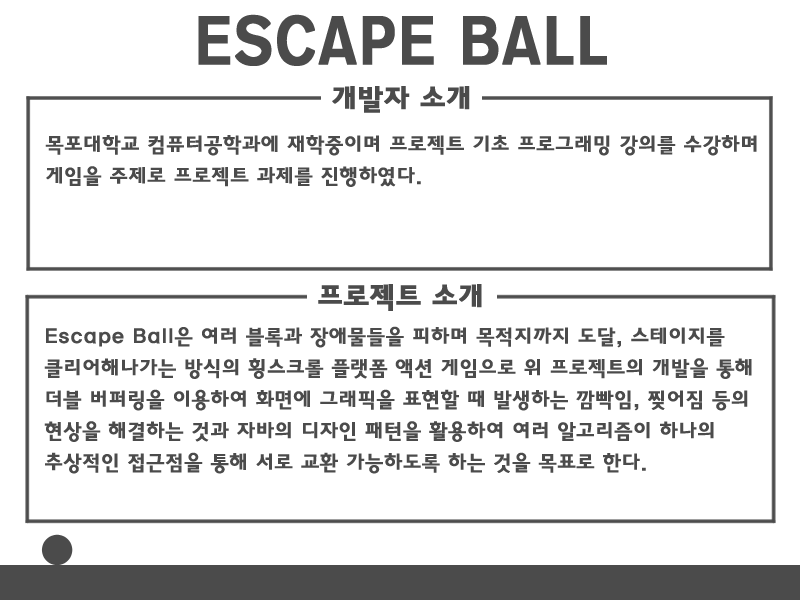 ESCAPE BALL
개발자 소개
목포대학교 컴퓨터공학과에 재학중이며 프로젝트 기초 프로그래밍 강의를 수강하며
게임을 주제로 프로젝트 과제를 진행하였다.
프로젝트 소개
Escape Ball은 여러 블록과 장애물들을 피하며 목적지까지 도달, 스테이지를
클리어해나가는 방식의 횡스크롤 플랫폼 액션 게임으로 위 프로젝트의 개발을 통해
더블 버퍼링을 이용하여 화면에 그래픽을 표현할 때 발생하는 깜빡임, 찢어짐 등의
현상을 해결하는 것과 자바의 디자인 패턴을 활용하여 여러 알고리즘이 하나의
추상적인 접근점을 통해 서로 교환 가능하도록 하는 것을 목표로 한다.